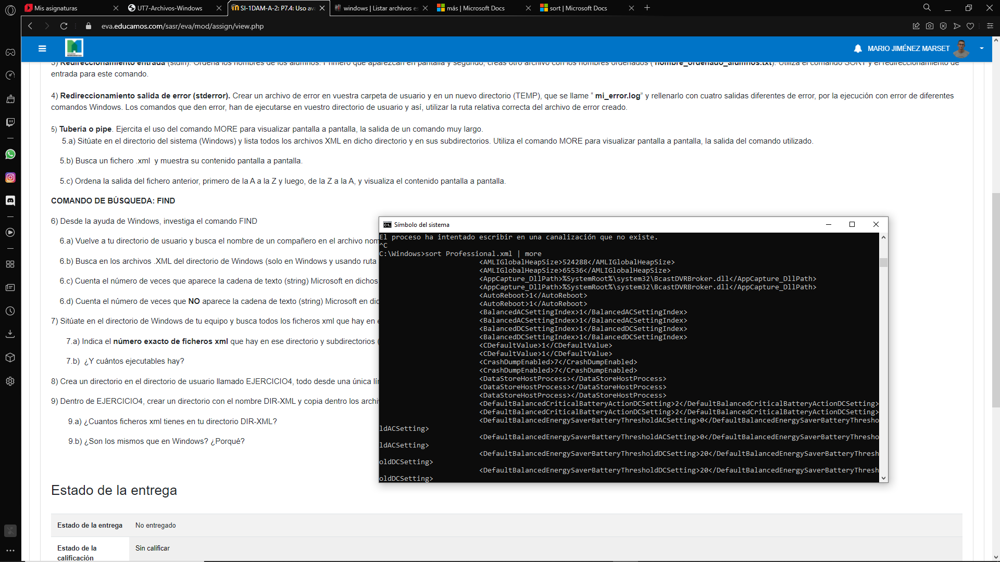 Mis asignaturas
UT7-Archivos-Windows
SI-1DAM-A-2: P7.4: Uso av
windows | Listar archivos es
más | Microsoft Docs
sort | Microsoft Docs
eva.educamos.com/sasr/eva/mod/assign/view.php
MARIO JIMÉNEZ MARSET
3) Redireccionamiento entrada (stdin). Ordena los nombres de los alumnos. Primero que aparezcan en pantalla y segundo, creas otro archivo con los nombres ordenados ( nombre_ordenado_alumnos.txt). Utiliza el comando SORT y el redireccionamiento de
entrada para este comando.
4) Redireccionamiento salida de error (stderror). Crear un archivo de error en vuestra carpeta de usuario y en un nuevo directorio (TEMP), que se llame “ mi_error.log” y rellenarlo con cuatro salidas diferentes de error, por la ejecución con error de diferentes
comandos Windows. Los comandos que den error, han de ejecutarse en vuestro directorio de usuario y así, utilizar la ruta relativa correcta del archivo de error creado.
5) Tubería o pipe. Ejercita el uso del comando MORE para visualizar pantalla a pantalla, la salida de un comando muy largo.
5.a) Sitúate en el directorio del sistema (Windows) y lista todos los archivos XML en dicho directorio y en sus subdirectorios. Utiliza el comando MORE para visualizar pantalla a pantalla, la salida del comando utilizado.
5.b) Busca un fichero .xml y muestra su contenido pantalla a pantalla.
5.c) Ordena la salida del fichero anterior, primero de la A a la Z y luego, de la Z a la A, y visualiza el contenido pantalla a pantalla.
COMANDO DE BÚSQUEDA: FIND
6) Desde la ayuda de Windows, investiga el comando FIND
6.a) Vuelve a tu directorio de usuario y busca el nombre de un compañero en el archivo nom
6.b) Busca en los archivos .XML del directorio de Windows (solo en Windows y usando ruta
6.c) Cuenta el número de veces que aparece la cadena de texto (string) Microsoft en dichos
6.d) Cuenta el número de veces que NO aparece la cadena de texto (string) Microsoft en dic
7) Sitúate en el directorio de Windows de tu equipo y busca todos los ficheros xml que hay en e
7.a) Indica el número exacto de ficheros xml que hay en ese directorio y subdirectorios (
7.b) ¿Y cuántos ejecutables hay?
8) Crea un directorio en el directorio de usuario llamado EJERCICIO4, todo desde una única lí
9) Dentro de EJERCICIO4, crear un directorio con el nombre DIR-XML y copia dentro los archi
9.a) ¿Cuantos ficheros xml tienes en tu directorio DIR-XML?
9.b) ¿Son los mismos que en Windows? ¿Porqué?
Estado de la entrega
Estado de la entrega No entregado
Estado de la calificación Sin calificar
Símbolo del sistema
El proceso ha intentado escribir en una canalización que no existe.
^C
C:\Windows>sort Professional.xml | more
<AMLIGlobalHeapSize>524288</AMLIGlobalHeapSize>
<AMLIGlobalHeapSize>65536</AMLIGlobalHeapSize>
<AppCapture_DllPath>%SystemRoot%\system32\BcastDVRBroker.dll</AppCapture_DllPath>
<AppCapture_DllPath>%SystemRoot%\system32\BcastDVRBroker.dll</AppCapture_DllPath>
<AutoReboot>1</AutoReboot>
<AutoReboot>1</AutoReboot>
<BalancedACSettingIndex>1</BalancedACSettingIndex>
<BalancedACSettingIndex>1</BalancedACSettingIndex>
<BalancedDCSettingIndex>1</BalancedDCSettingIndex>
<BalancedDCSettingIndex>1</BalancedDCSettingIndex>
<CDefaultValue>1</CDefaultValue>
<CDefaultValue>1</CDefaultValue>
<CrashDumpEnabled>7</CrashDumpEnabled>
<CrashDumpEnabled>7</CrashDumpEnabled>
<DataStoreHostProcess></DataStoreHostProcess>
<DataStoreHostProcess></DataStoreHostProcess>
<DataStoreHostProcess></DataStoreHostProcess>
<DefaultBalancedCriticalBatteryActionDCSetting>2</DefaultBalancedCriticalBatteryActionDCSetting>
<DefaultBalancedCriticalBatteryActionDCSetting>2</DefaultBalancedCriticalBatteryActionDCSetting>
<DefaultBalancedEnergySaverBatteryThresholdACSetting>0</DefaultBalancedEnergySaverBatteryThresho
ldACSetting>
<DefaultBalancedEnergySaverBatteryThresholdACSetting>0</DefaultBalancedEnergySaverBatteryThresho
ldACSetting>
<DefaultBalancedEnergySaverBatteryThresholdDCSetting>20</DefaultBalancedEnergySaverBatteryThresh
oldDCSetting>
<DefaultBalancedEnergySaverBatteryThresholdDCSetting>20</DefaultBalancedEnergySaverBatteryThresh
oldDCSetting>